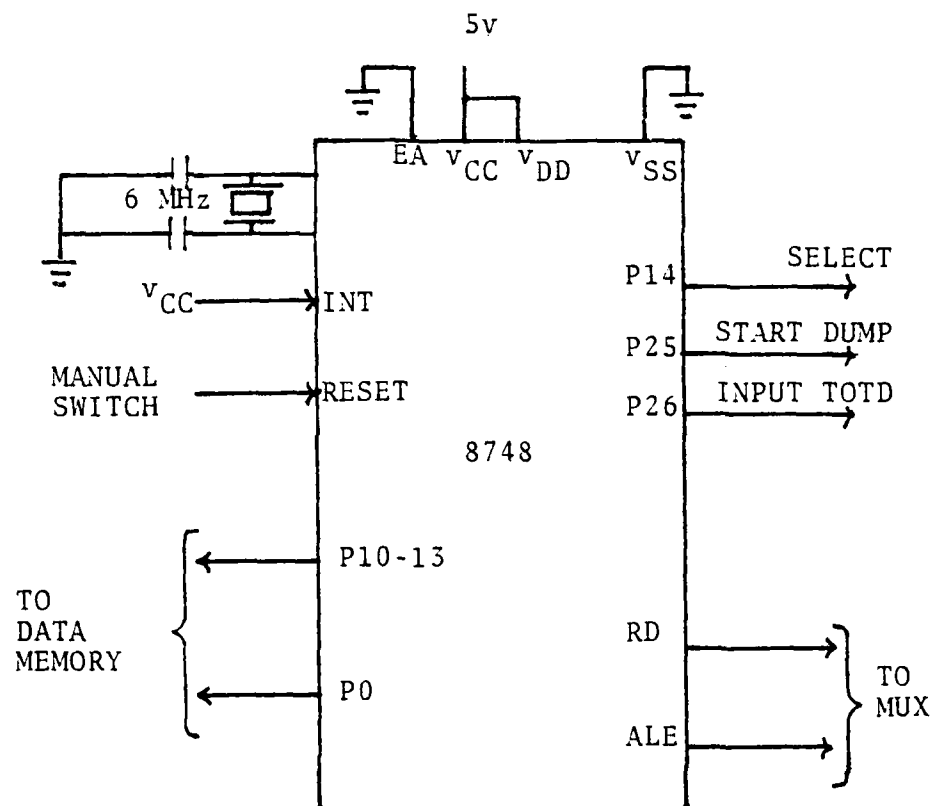 5v
EA
vCC
vDD
vSS
6 MHz
P14
SELECT
vCC
INT
P25
START DUMP
MANUAL
SWITCH
RESET
P26
INPUT TOTD
8748
P10-13
TO
DATA
MEMORY
RD
TO
MUX
P0
ALE